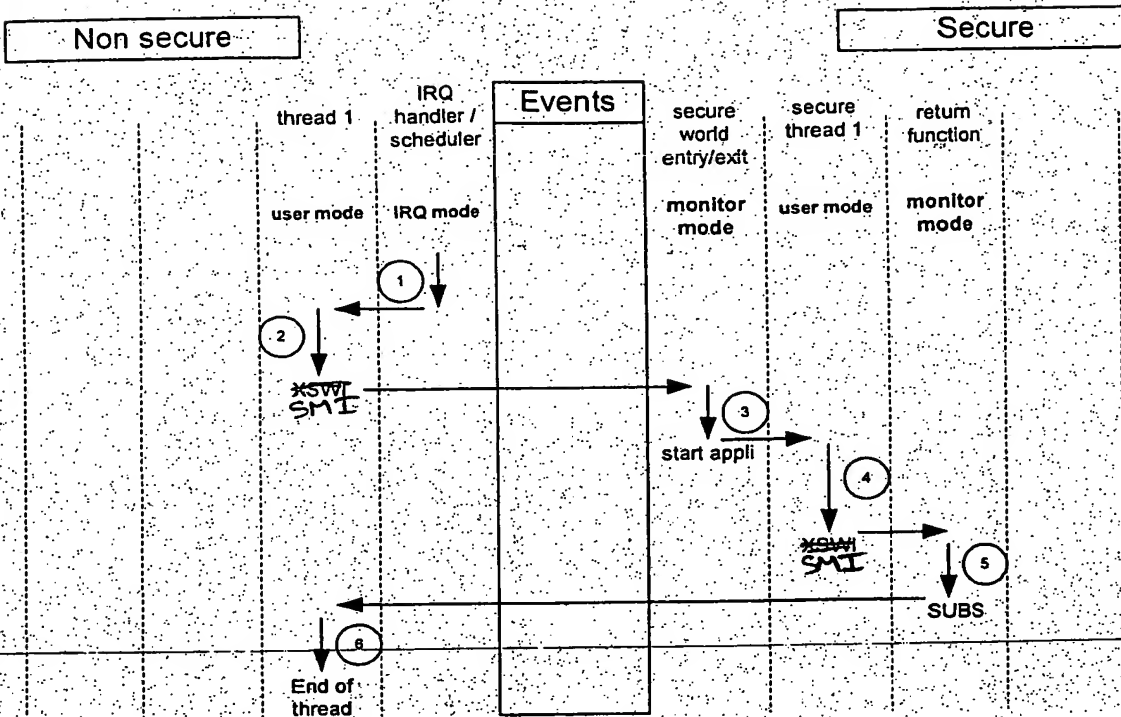 Non secure
Secure
Events
thread 1
IRQ
handler /
scheduler
secure
world
entry/exit
secure
thread 1
return
function
user mode
IRQ mode
monitor
mode
user mode
monitor
mode
1
2
XSWI
SMI
3
start appli
4
XSWI
SMI
5
SUBS
6
End of
thread